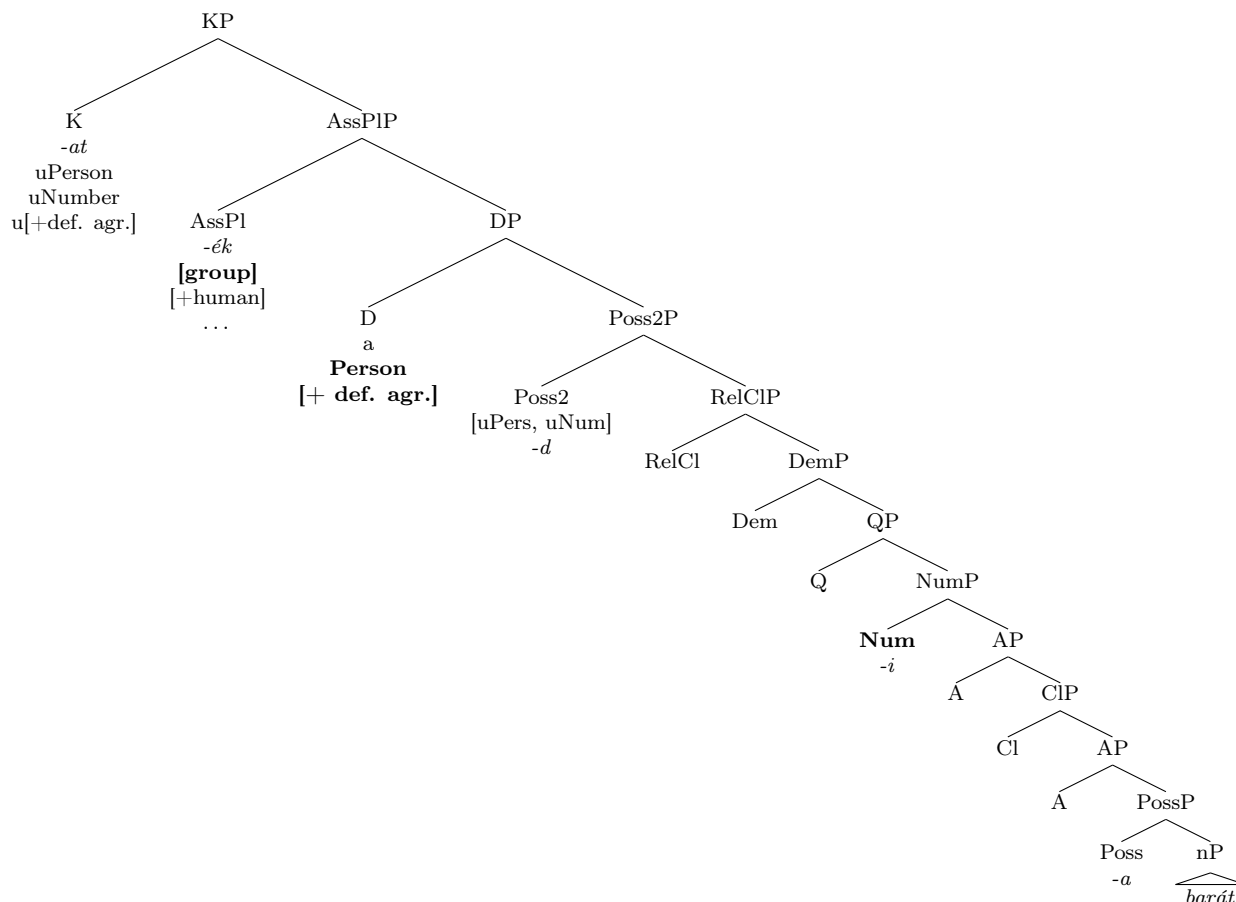 KP
K
-at
uPerson
uNumber
u[+def. agr.]
AssPlP
AssPl
-ék
[group]
[+human]
...
DP
D
a
Person
[+ def. agr.]
Poss2P
Poss2
[uPers, uNum]
-d
RelClP
RelCl
DemP
Dem
QP
Q
NumP
Num
-i
AP
A
ClP
Cl
AP
A
PossP
Poss
-a
nP
barát